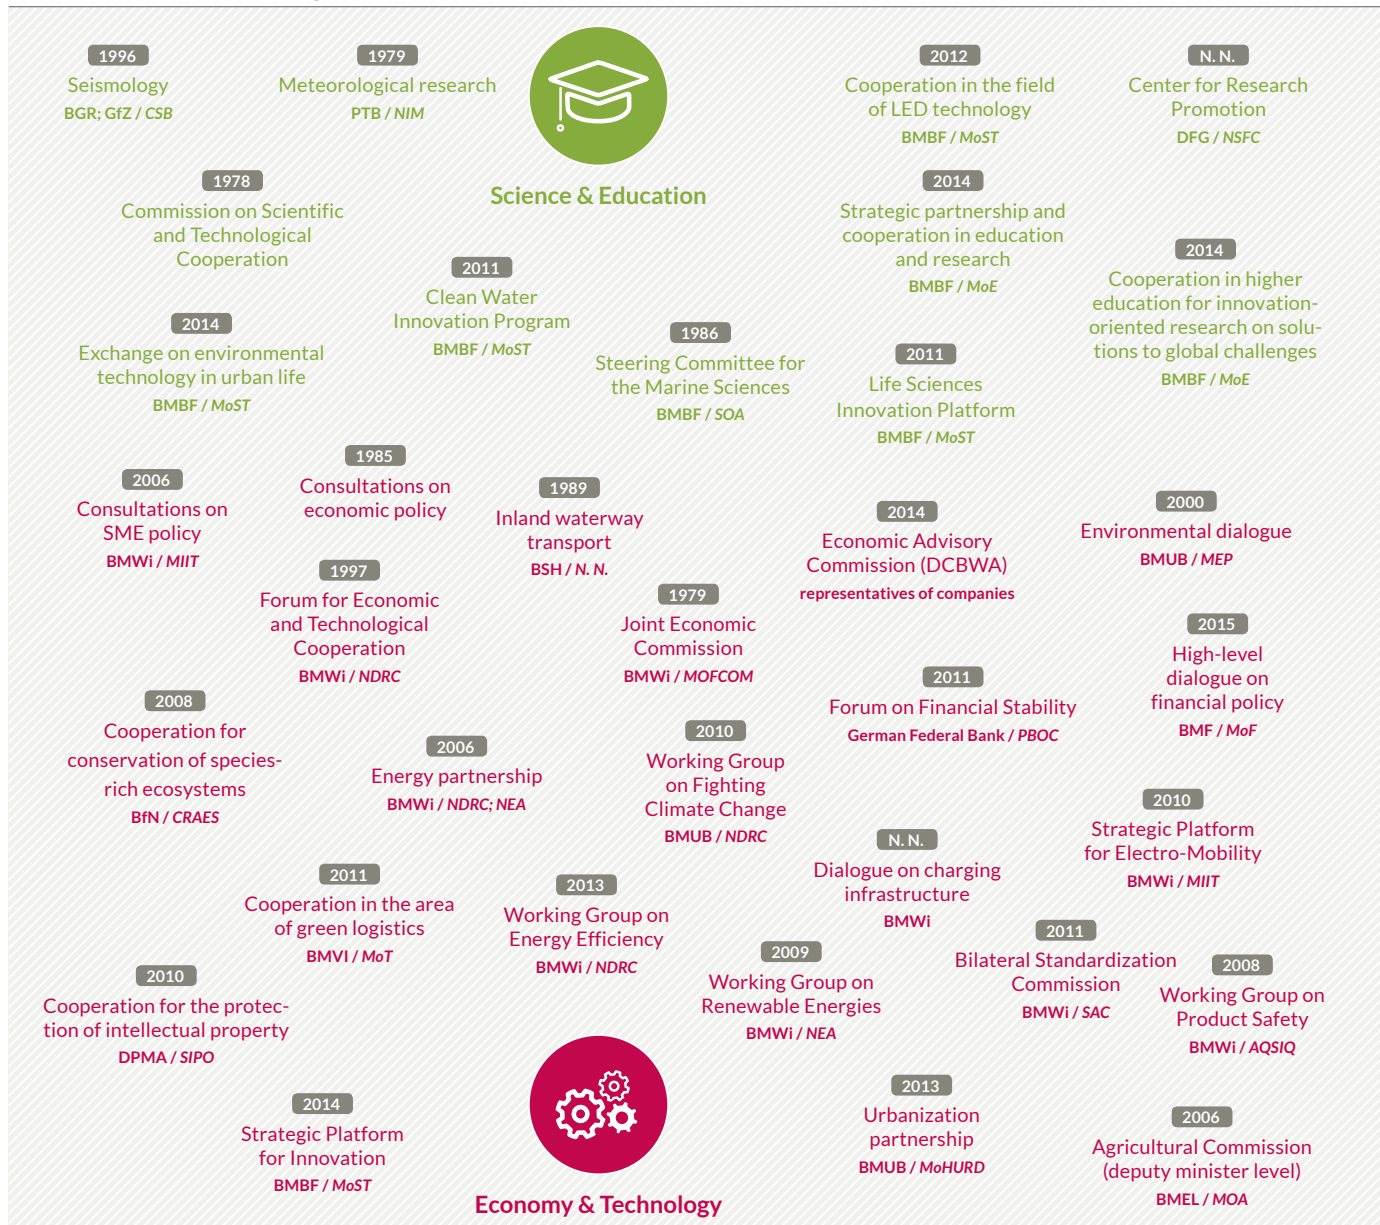 1996
Seismology
BGR; GfZ / CSB
1979
Meteorological research
PTB / NIM
2012
Cooperation in the field
of LED technology
BMBF / MoST
N. N.
Center for Research
Promotion
DFG / NSFC
Science & Education
1978
Commission on Scientific
and Technological
Cooperation
2014
Strategic partnership and
cooperation in education
and research
BMBF / MoE
2011
Clean Water
Innovation Program
BMBF / MoST
2014
Cooperation in higher
education for innovation-
oriented research on solu-
tions to global challenges
BMBF / MoE
2014
Exchange on environmental
technology in urban life
BMBF / MoST
1986
Steering Committee for
the Marine Sciences
BMBF / SOA
2011
Life Sciences
Innovation Platform
BMBF / MoST
2006
Consultations on
SME policy
BMWi / MIIT
1985
Consultations on
economic policy
1989
Inland waterway
transport
BSH / N. N.
2014
Economic Advisory
Commission (DCBWA)
representatives of companies
2000
Environmental dialogue
BMUB / MEP
1997
Forum for Economic
and Technological
Cooperation
BMWi / NDRC
1979
Joint Economic
Commission
BMWi / MOFCOM
2015
High-level
dialogue on
financial policy
BMF / MoF
2011
Forum on Financial Stability
German Federal Bank / PBOC
2008
Cooperation for
conservation of species-
rich ecosystems
BfN / CRAES
2006
Energy partnership
BMWi / NDRC; NEA
2010
Working Group
on Fighting
Climate Change
BMUB / NDRC
2010
Strategic Platform
for Electro-Mobility
BMWi / MIIT
N. N.
Dialogue on charging
infrastructure
BMWi
2011
Cooperation in the area
of green logistics
BMVI / MoT
2013
Working Group on
Energy Efficiency
BMWi / NDRC
2009
Working Group on
Renewable Energies
BMWi / NEA
2011
Bilateral Standardization
Commission
BMWi / SAC
2008
Working Group on
Product Safety
BMWi / AQSIQ
2010
Cooperation for the protec-
tion of intellectual property
DPMA / SIPO
2014
Strategic Platform
for Innovation
BMBF / MoST
2013
Urbanization
partnership
BMUB / MoHURD
2006
Agricultural Commission
(deputy minister level)
BMEL / MOA
Economy & Technology